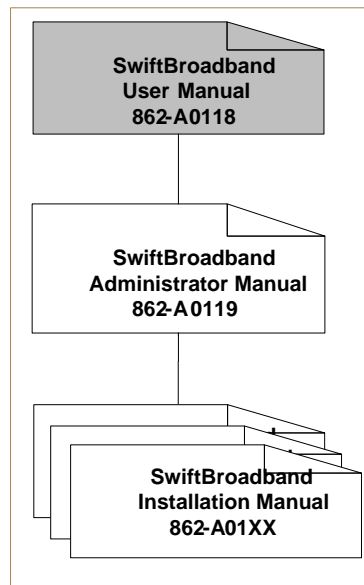 SwiftBroadband
User Manual
862-A0118
SwiftBroadband
Administrator Manual
862-A0119
SwiftBroadband
Installation Manual
862-A01XX